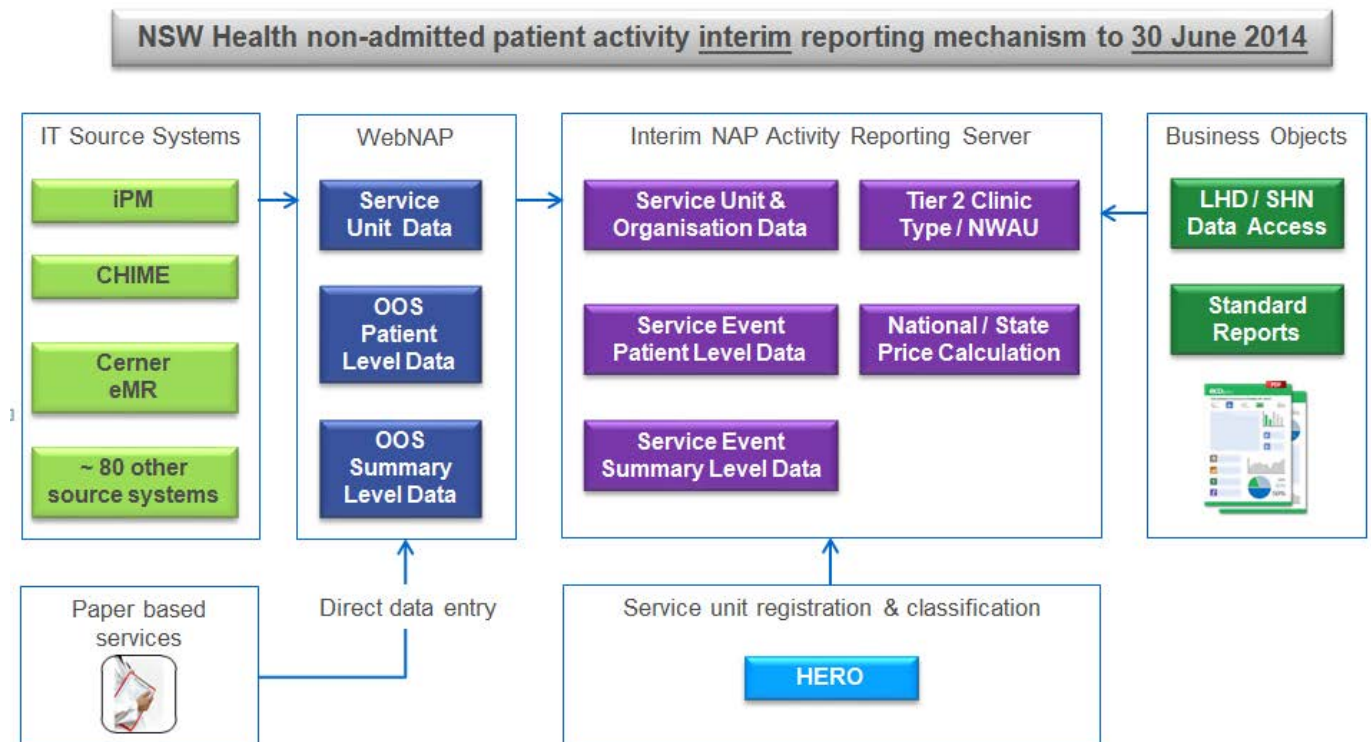 NSW Health non-admitted patient activity interim reporting mechanism to 30 June 2014
IT Source Systems
iPM
CHIME
Cerner
eMR
~ 80 other
source systems
WebNAP
Service
Unit Data
OOS
Patient
Level Data
OOS
Summary
Level Data
Interim NAP Activity Reporting Server
Service Unit &
Organisation Data
Tier 2 Clinic
Type / NWAU
Service Event
Patient Level Data
National / State
Price Calculation
Service Event
Summary Level Data
Business Objects
LHD / SHN
Data Access
Standard
Reports
PDF
Paper based
services
Direct data entry
Service unit registration & classification
HERO